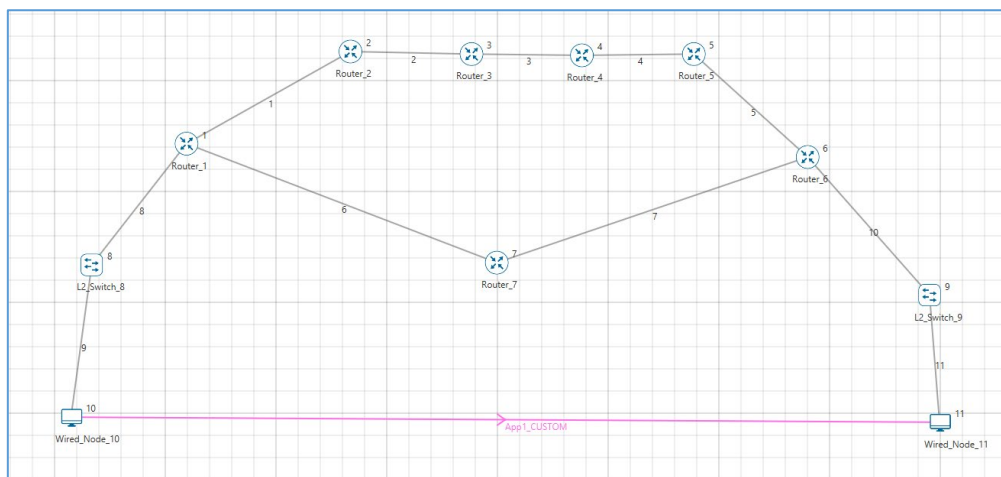 2
3
4
5
Router_2
2
Router_3
3
Router_4
4
Router_5
1
5
1
Router_1
6
Router_6
8
6
7
8
L2_Switch_8
7
Router_7
10
9
L2_Switch_9
9
11
10
Wired_Node_10
App1_CUSTOM
11
Wired_Node_11